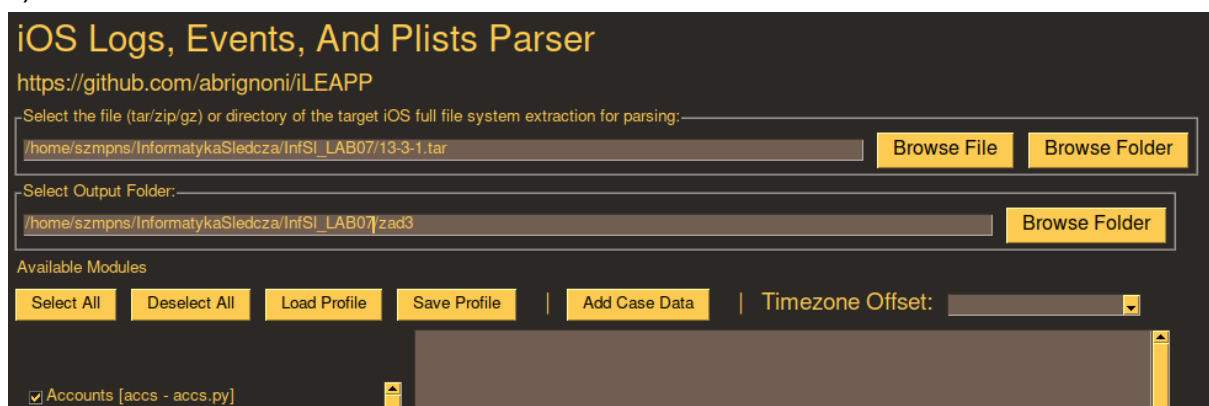 iOS Logs, Events, And Plists Parser
https://github.com/abrignoni/iLEAPP
Select the file (tar/zip/gz) or directory of the target iOS full file system extraction for parsing:
/home/szmpns/InformatykaSledcza/InfSl_LAB07/13-3-1.tar Browse File Browse Folder
Select Output Folder:
/home/szmpns/InformatykaSledcza/InfSl_LAB07/zad3 Browse Folder
Available Modules
Select All Deselect All Load Profile Save Profile | Add Case Data | Timezone Offset:
Accounts [accs - accs.py]